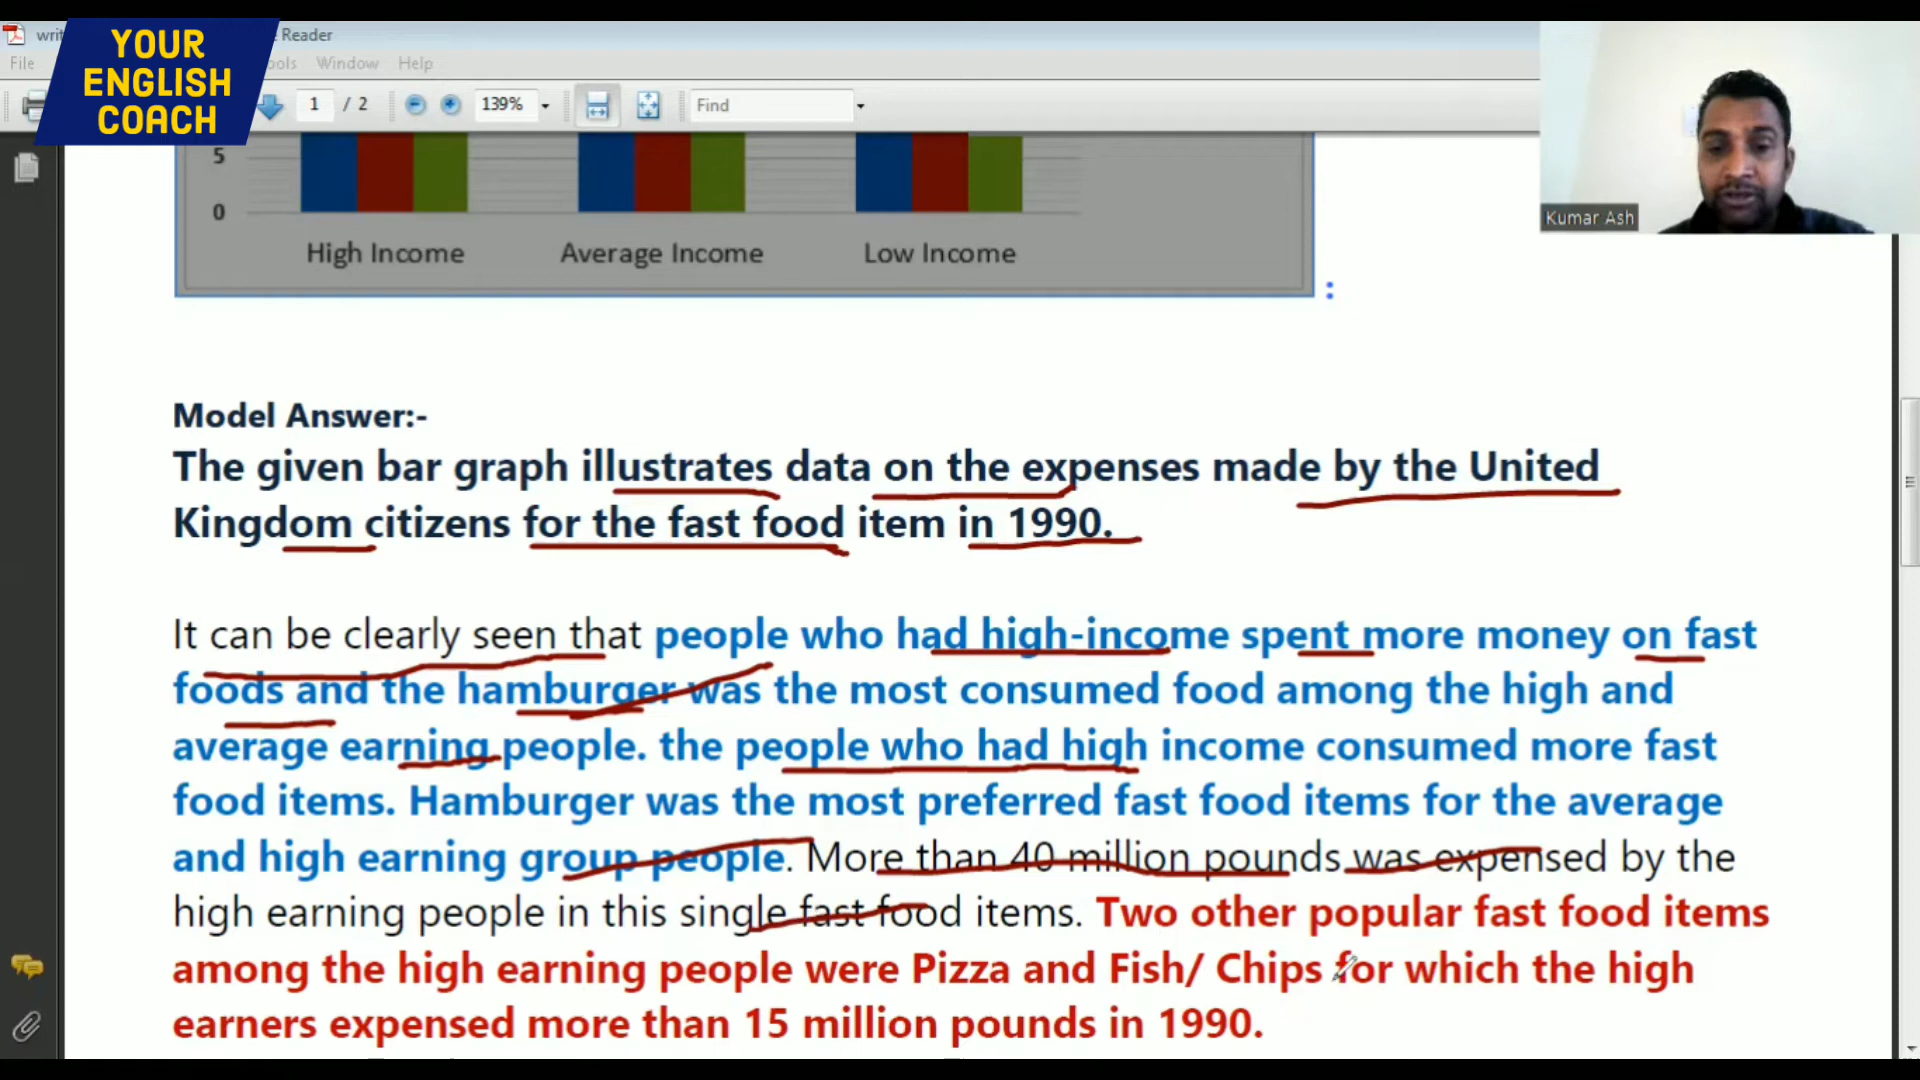 YOUR
ENGLISH
COACH
writ
Reader
File
ools Window Help
1 / 2
139%
Find
Kumar Ash
5
0
High Income Average Income Low Income
:
Model Answer:-
The given bar graph illustrates data on the expenses made by the United
Kingdom citizens for the fast food item in 1990.
It can be clearly seen that people who had high-income spent more money on fast
foods and the hamburger was the most consumed food among the high and
average earning people. the people who had high income consumed more fast
food items. Hamburger was the most preferred fast food items for the average
and high earning group people. More than 40 million pounds was expensed by the
high earning people in this single fast food items. Two other popular fast food items
among the high earning people were Pizza and Fish/ Chips for which the high
earners expensed more than 15 million pounds in 1990.